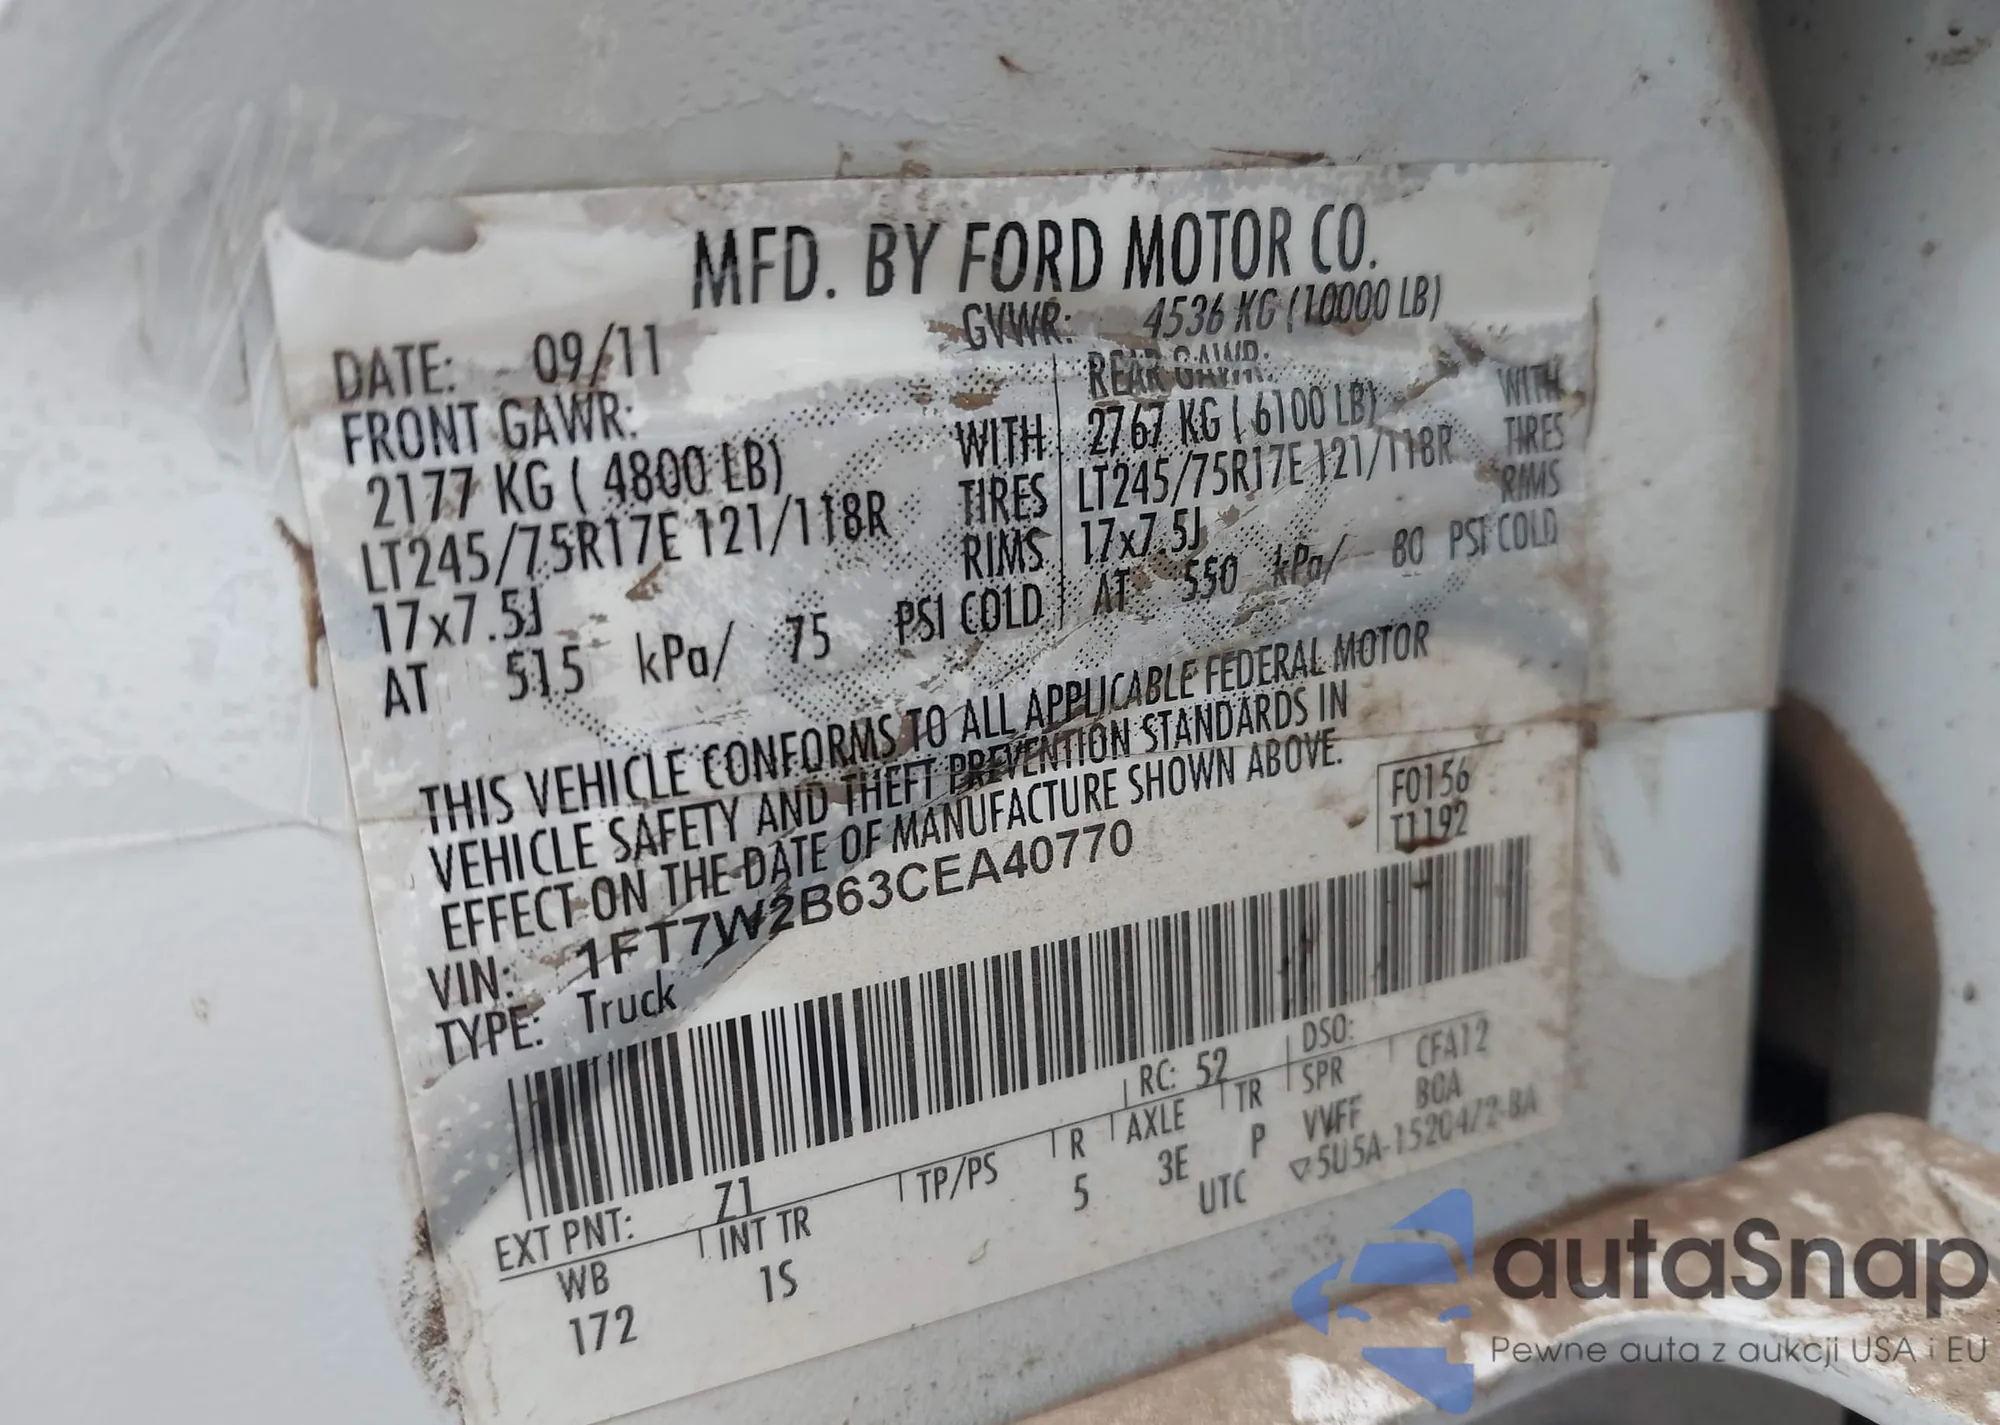 MFD. BY FORD MOTOR CO.
DATE: 09/11
GVWR: 4536 KG (10000 LB)
FRONT GAWR:
2177 KG ( 4800 LB) WITH
LT245/75R17E 121/118R TIRES
17x7.5J RIMS
AT 515 kPa/ 75 PSI COLD
REAR GAWR:
2767 KG ( 6100 LB) WITH
LT245/75R17E 121/118R TIRES
17x7.5J RIMS
AT 550 kPa/ 80 PSI COLD
THIS VEHICLE CONFORMS TO ALL APPLICABLE FEDERAL MOTOR
VEHICLE SAFETY AND THEFT PREVENTION STANDARDS IN
EFFECT ON THE DATE OF MANUFACTURE SHOWN ABOVE.
F0156
T1192
VIN: 1FT7W2B63CEA40770
TYPE: Truck
EXT PNT: Z1 RC: 52 DSO:
WB INT TR TP/PS R AXLE TR SPR CFA12
172 1S 5 3E P VVFF BOA
UTC ▽5U5A-1520472-BA
autaSnap
Pewne auta z aukcji USA i EU